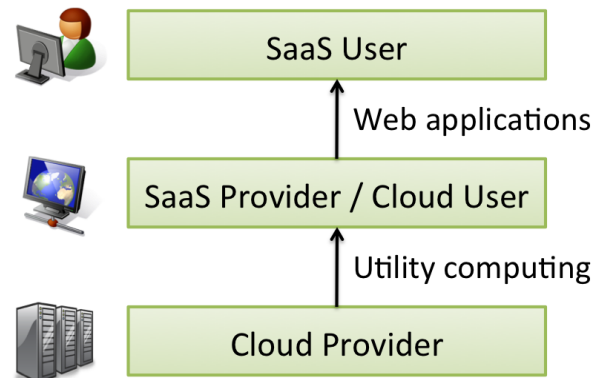 SaaS User
Web applications
SaaS Provider / Cloud User
Utility computing
Cloud Provider